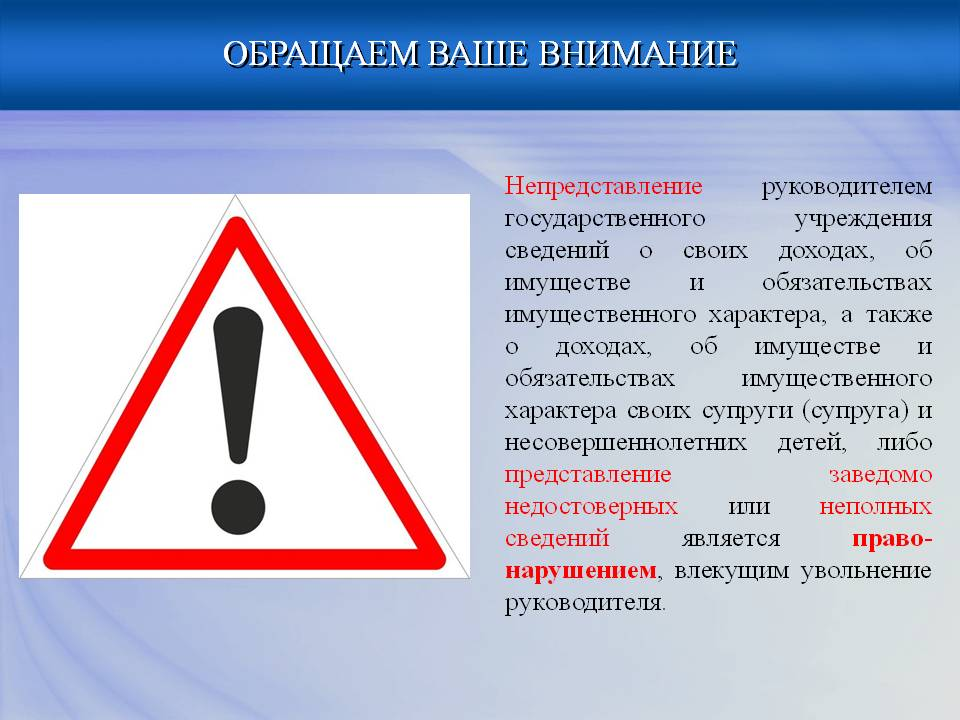 ОБРАЩАЕМ ВАШЕ ВНИМАНИЕ
Непредставление руководителем
государственного учреждения
сведений о своих доходах, об
имуществе и обязательствах
имущественного характера, а также
о доходах, об имуществе и
обязательствах имущественного
характера своих супруги (супруга) и
несовершеннолетних детей, либо
представление заведомо
недостоверных или неполных
сведений является право-
нарушением, влекущим увольнение
руководителя.